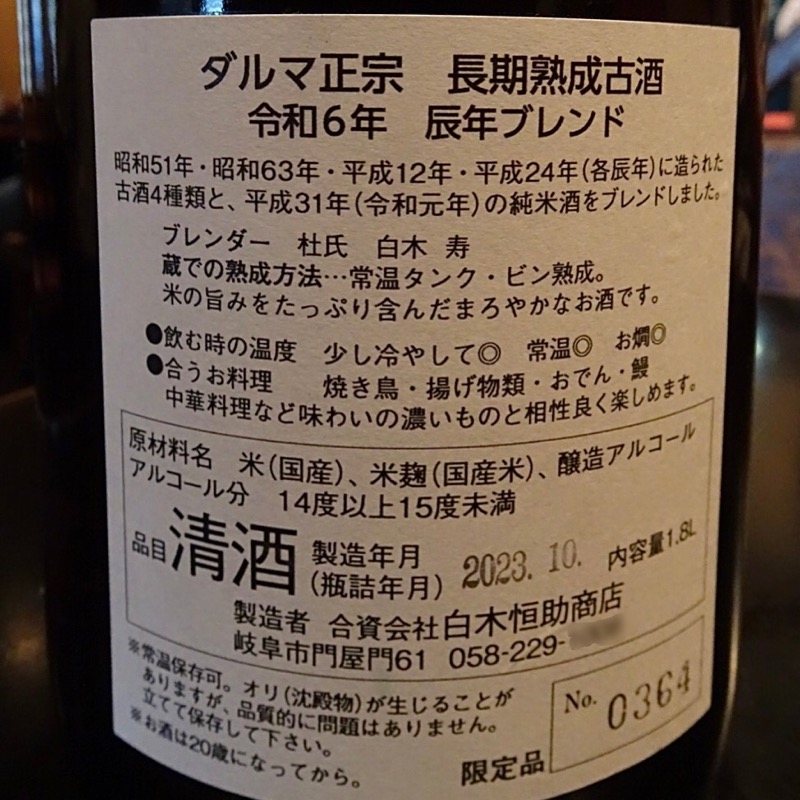 ダルマ正宗　長期熟成古酒
令和6年　辰年ブレンド
昭和51年・昭和63年・平成12年・平成24年(各辰年)に造られた
古酒4種類と、平成31年(令和元年)の純米酒をブレンドしました。
ブレンダー　杜氏　白木 寿
蔵での熟成方法…常温タンク・ビン熟成。
米の旨みをたっぷり含んだまろやかなお酒です。
●飲む時の温度　少し冷やして◎　常温◎　お燗◎
●合うお料理　焼き鳥・揚げ物類・おでん・鰻
中華料理など味わいの濃いものと相性良く楽しめます。
原材料名　米(国産)、米麹(国産米)、醸造アルコール
アルコール分　14度以上15度未満
品目 清酒 製造年月 (瓶詰年月) 2023.10. 内容量1.8L
製造者　合資会社白木恒助商店
岐阜市門屋門61　058-229-
※常温保存可。オリ(沈殿物)が生じることが
ありますが、品質的に問題はありません。
立てて保存して下さい。
※お酒は20歳になってから。
No. 0364
限定品